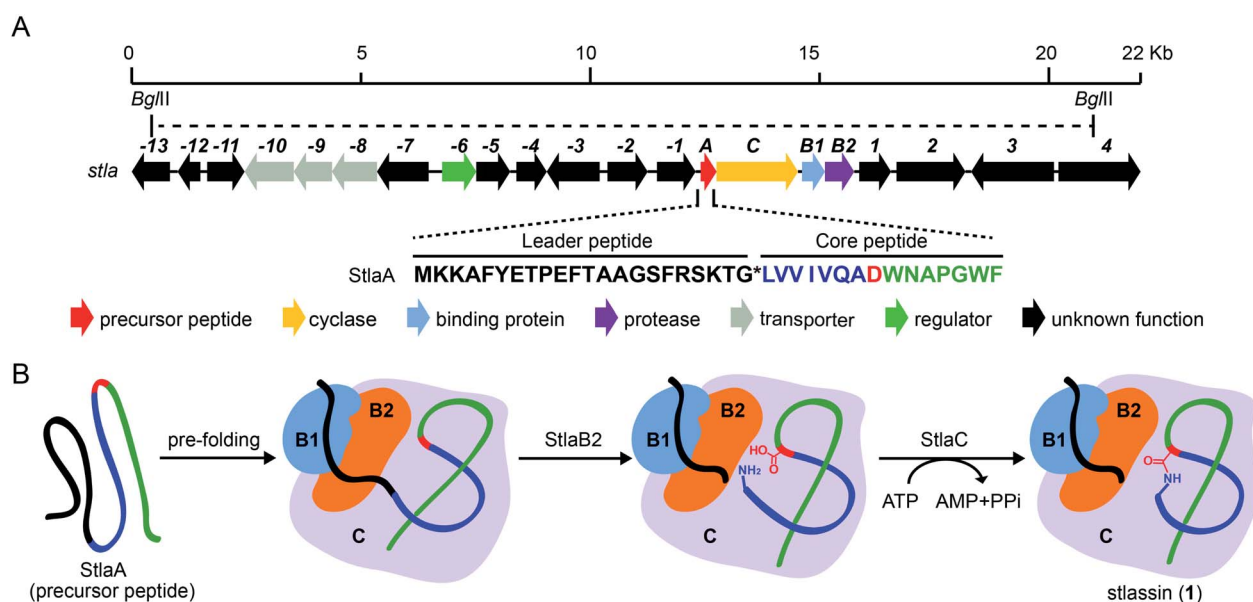 A
0 5 10 15 20 22 Kb
BglII BglII
-13 -12 -11 -10 -9 -8 -7 -6 -5 -4 -3 -2 -1 A C B1 B2 1 2 3 4
stla
Leader peptide Core peptide
StlaA MKKAFYETPEFTAAGSFRSKTG*LVVIVQADWNAPGWF
precursor peptide cyclase binding protein protease transporter regulator unknown function
B
StlaA
(precursor peptide)
pre-folding
B1 B2
C
StlaB2
B1 B2
HO O
NH2
C
StlaC
ATP AMP+PPi
B1 B2
O
NH
C
stlassin (1)